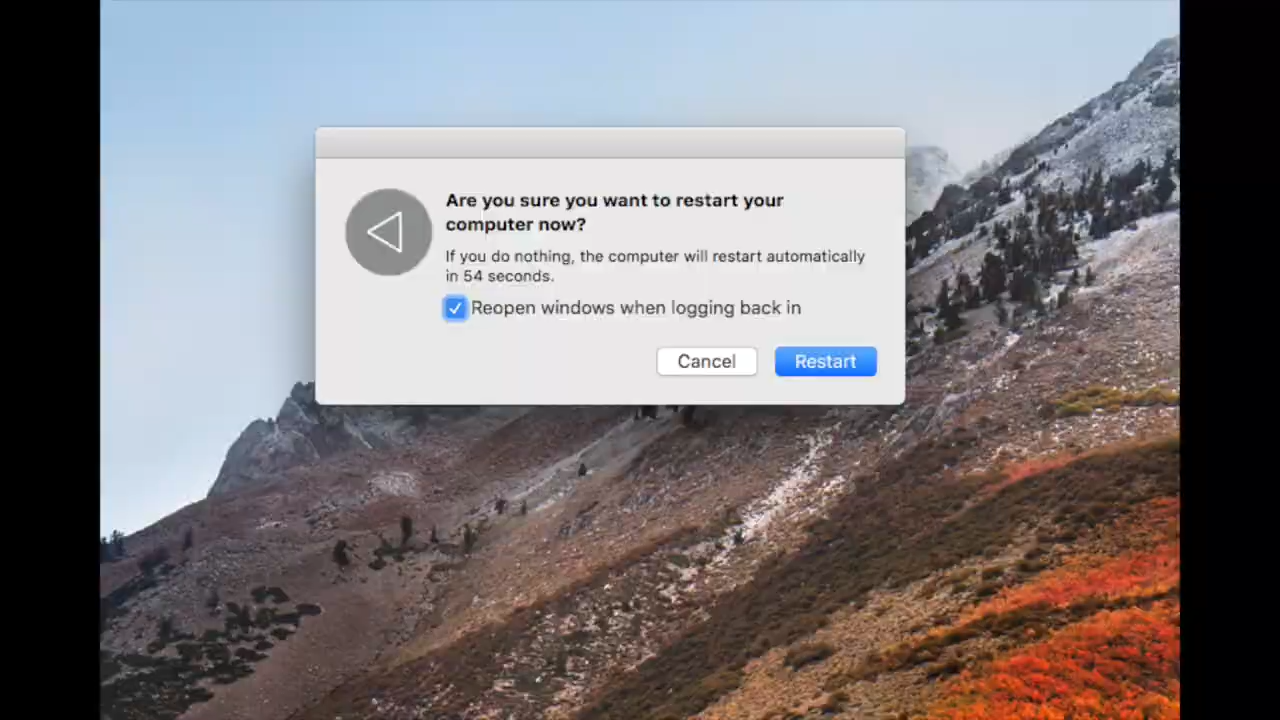 Are you sure you want to restart your
computer now?
If you do nothing, the computer will restart automatically
in 54 seconds.
Reopen windows when logging back in
Cancel
Restart